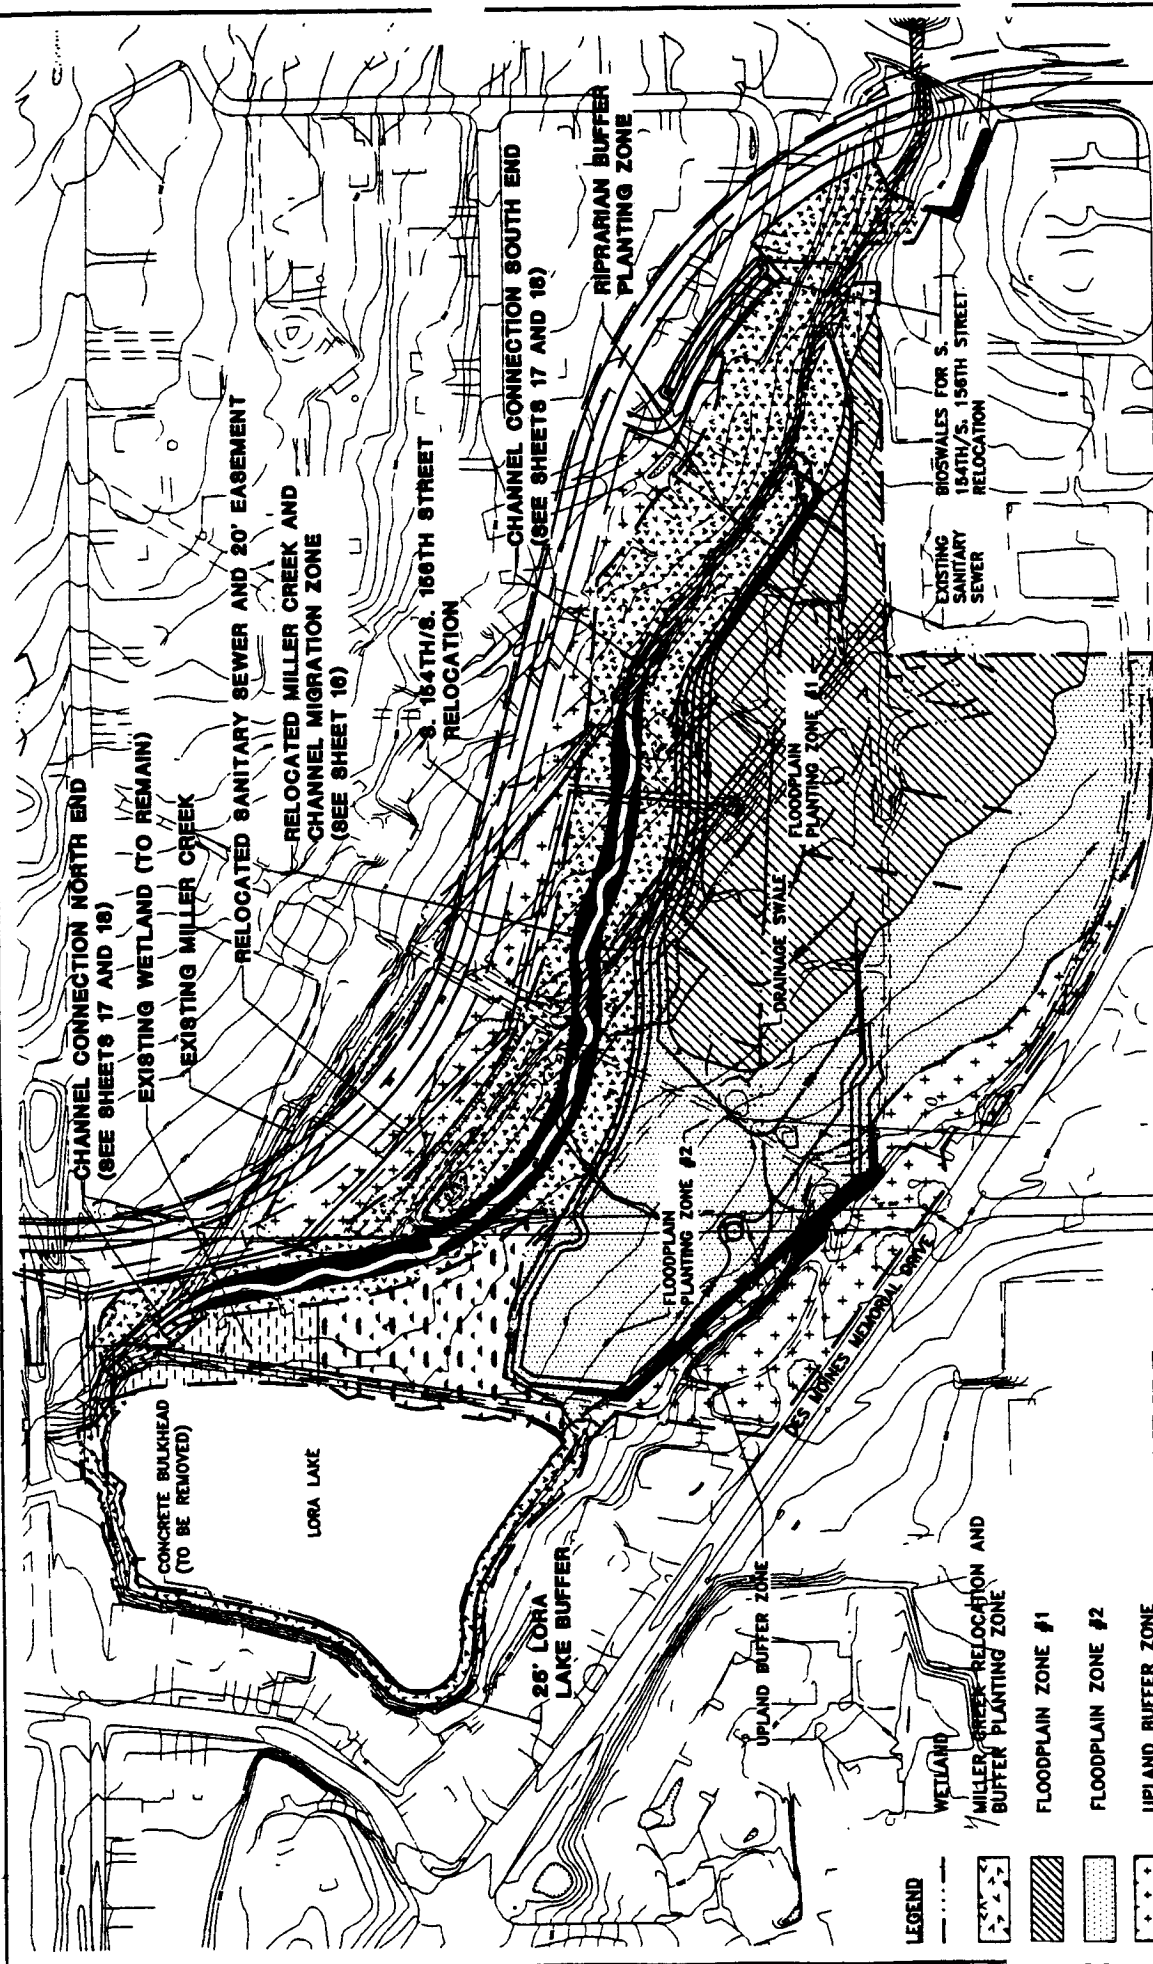 CHANNEL CONNECTION NORTH END
(SEE SHEETS 17 AND 18)
EXISTING WETLAND (TO REMAIN)
EXISTING MILLER CREEK
RELOCATED SANITARY SEWER AND 20' EASEMENT
RELOCATED MILLER CREEK AND
CHANNEL MIGRATION ZONE
(SEE SHEET 16)
S. 154TH/S. 156TH STREET
RELOCATION
CHANNEL CONNECTION SOUTH END
(SEE SHEETS 17 AND 18)
RIPRARIAN BUFFER
PLANTING ZONE
CONCRETE BULKHEAD
(TO BE REMOVED)
LORA LAKE
25' LORA
LAKE BUFFER
FLOODPLAIN
PLANTING ZONE #2
DRAINAGE SWALE
FLOODPLAIN
PLANTING ZONE #1
EXISTING
SANITARY
SEWER
BIOSWALES FOR S.
154TH/S. 156TH STREET
RELOCATION
DES MOINES MEMORIAL DRIVE
UPLAND BUFFER ZONE
LEGEND
WETLAND
MILLER CREEK RELOCATION AND
BUFFER PLANTING ZONE
FLOODPLAIN ZONE #1
FLOODPLAIN ZONE #2
UPLAND BUFFER ZONE